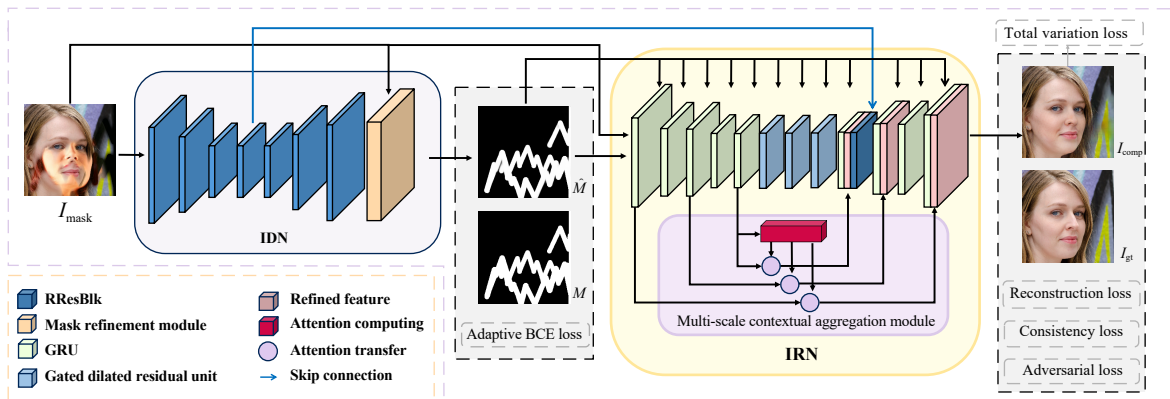 Total variation loss
I_mask
IDN
M̂
M
Adaptive BCE loss
Multi-scale contextual aggregation module
IRN
I_comp
I_gt
Reconstruction loss
Consistency loss
Adversarial loss
RResBlk
Mask refinement module
GRU
Gated dilated residual unit
Refined feature
Attention computing
Attention transfer
Skip connection